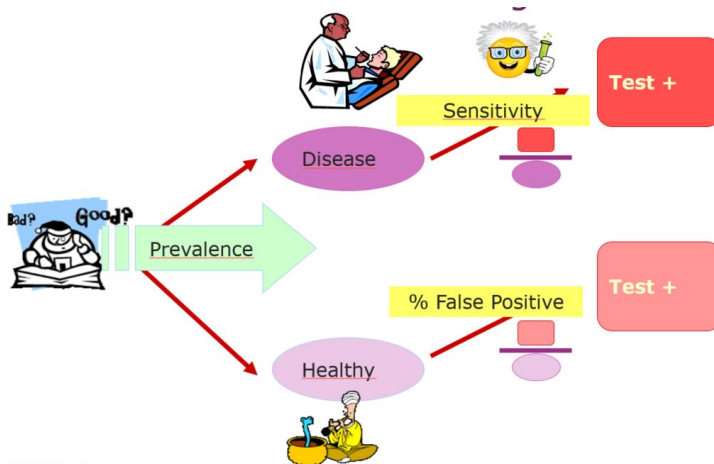 Sensitivity
Test +
Disease
Bad?
Good?
Prevalence
% False Positive
Test +
Healthy